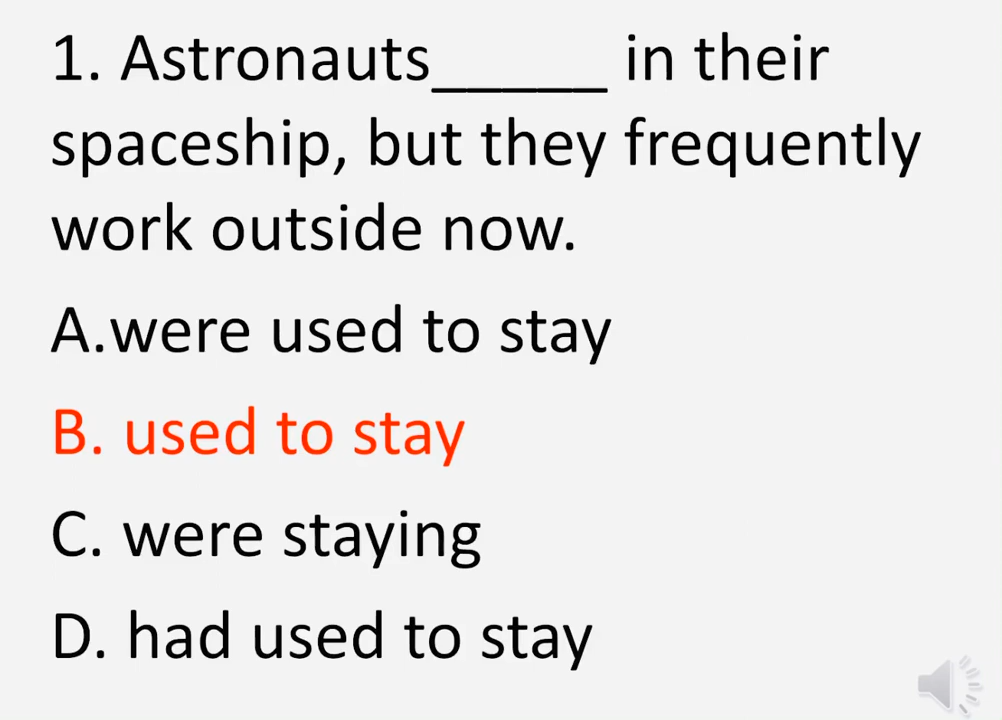 1. Astronauts_____ in their
spaceship, but they frequently
work outside now.
A.were used to stay
B. used to stay
C. were staying
D. had used to stay